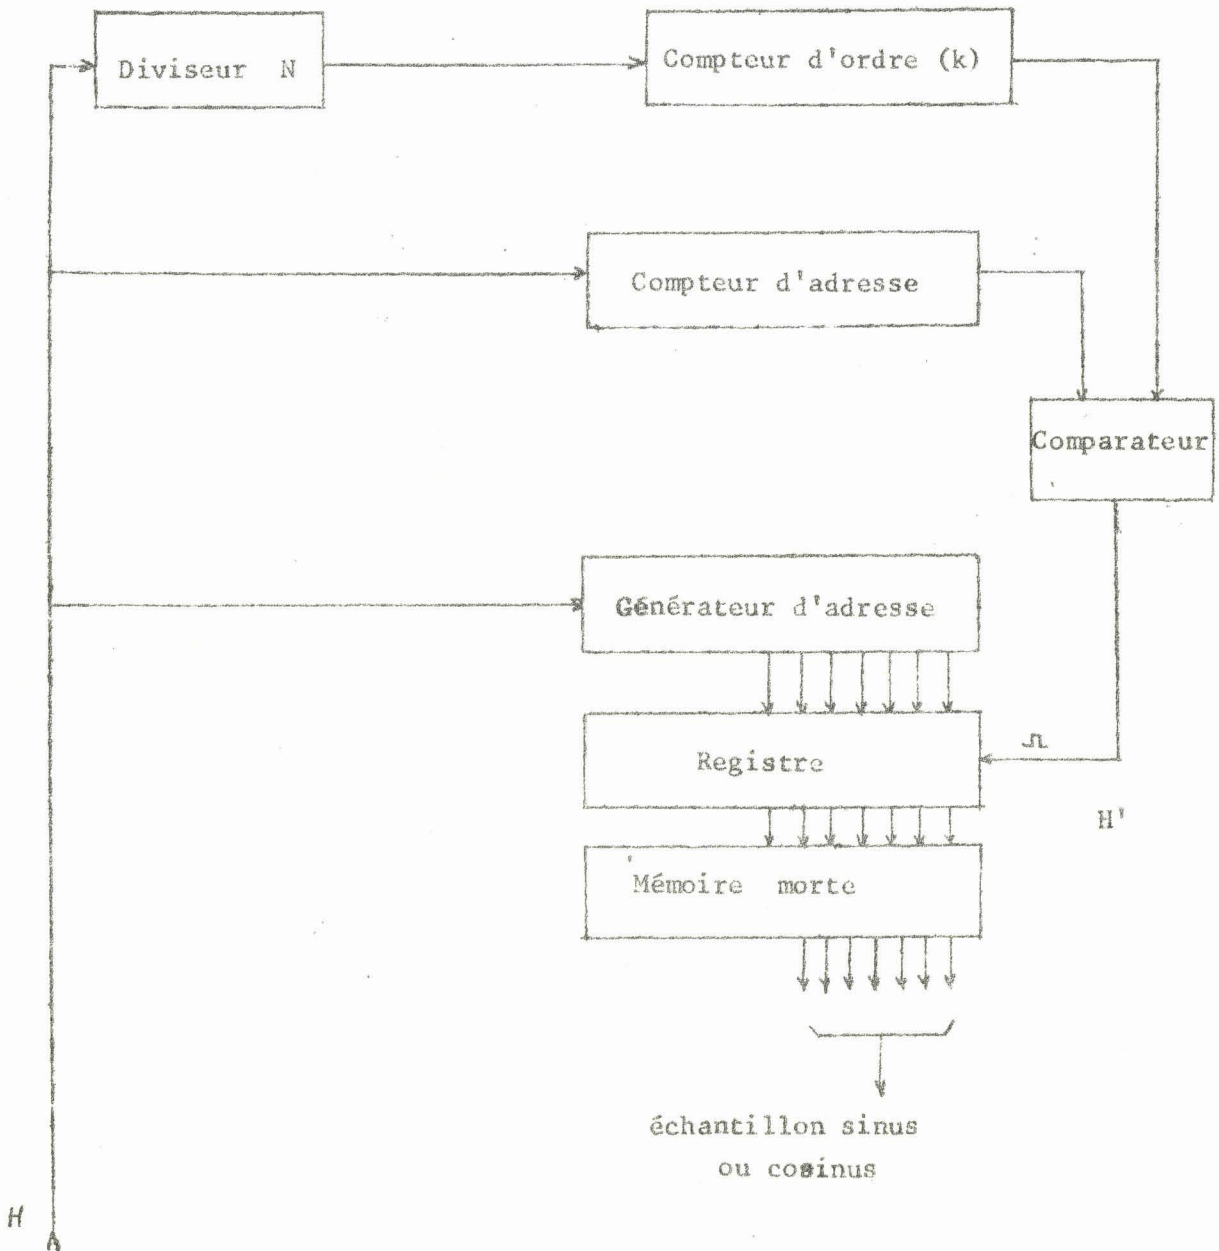 Diviseur N
Compteur d'ordre (k)
Compteur d'adresse
Comparateur
Générateur d'adresse
Registre
H'
Mémoire morte
échantillon sinus
ou cosinus
H